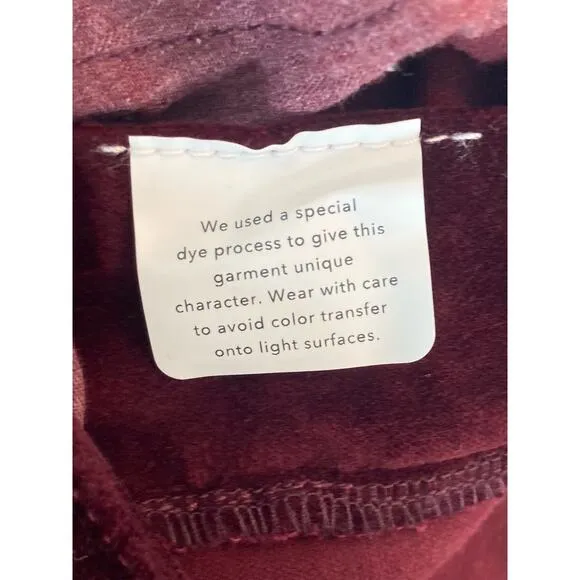 We used a special
dye process to give this
garment unique
character. Wear with care
to avoid color transfer
onto light surfaces.